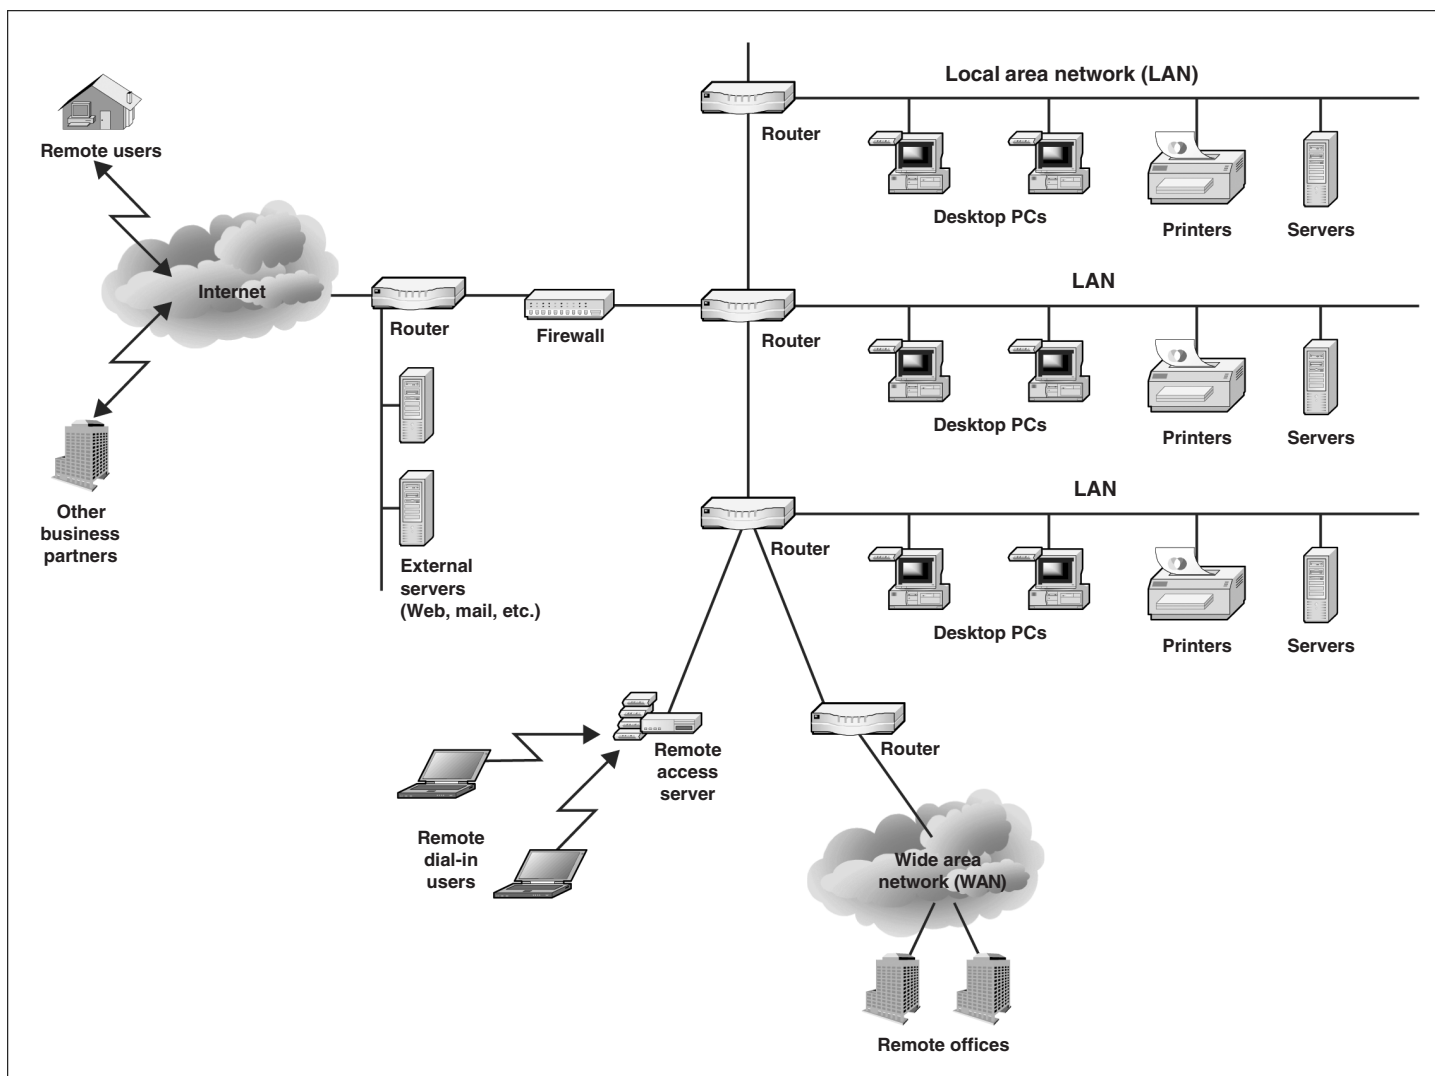 Local area network (LAN)
Router
Desktop PCs
Printers
Servers
Remote users
Internet
Router
Firewall
Router
LAN
Desktop PCs
Printers
Servers
Other
business
partners
External
servers
(Web, mail, etc.)
LAN
Router
Desktop PCs
Printers
Servers
Remote
access
server
Router
Remote
dial-in
users
Wide area
network (WAN)
Remote offices